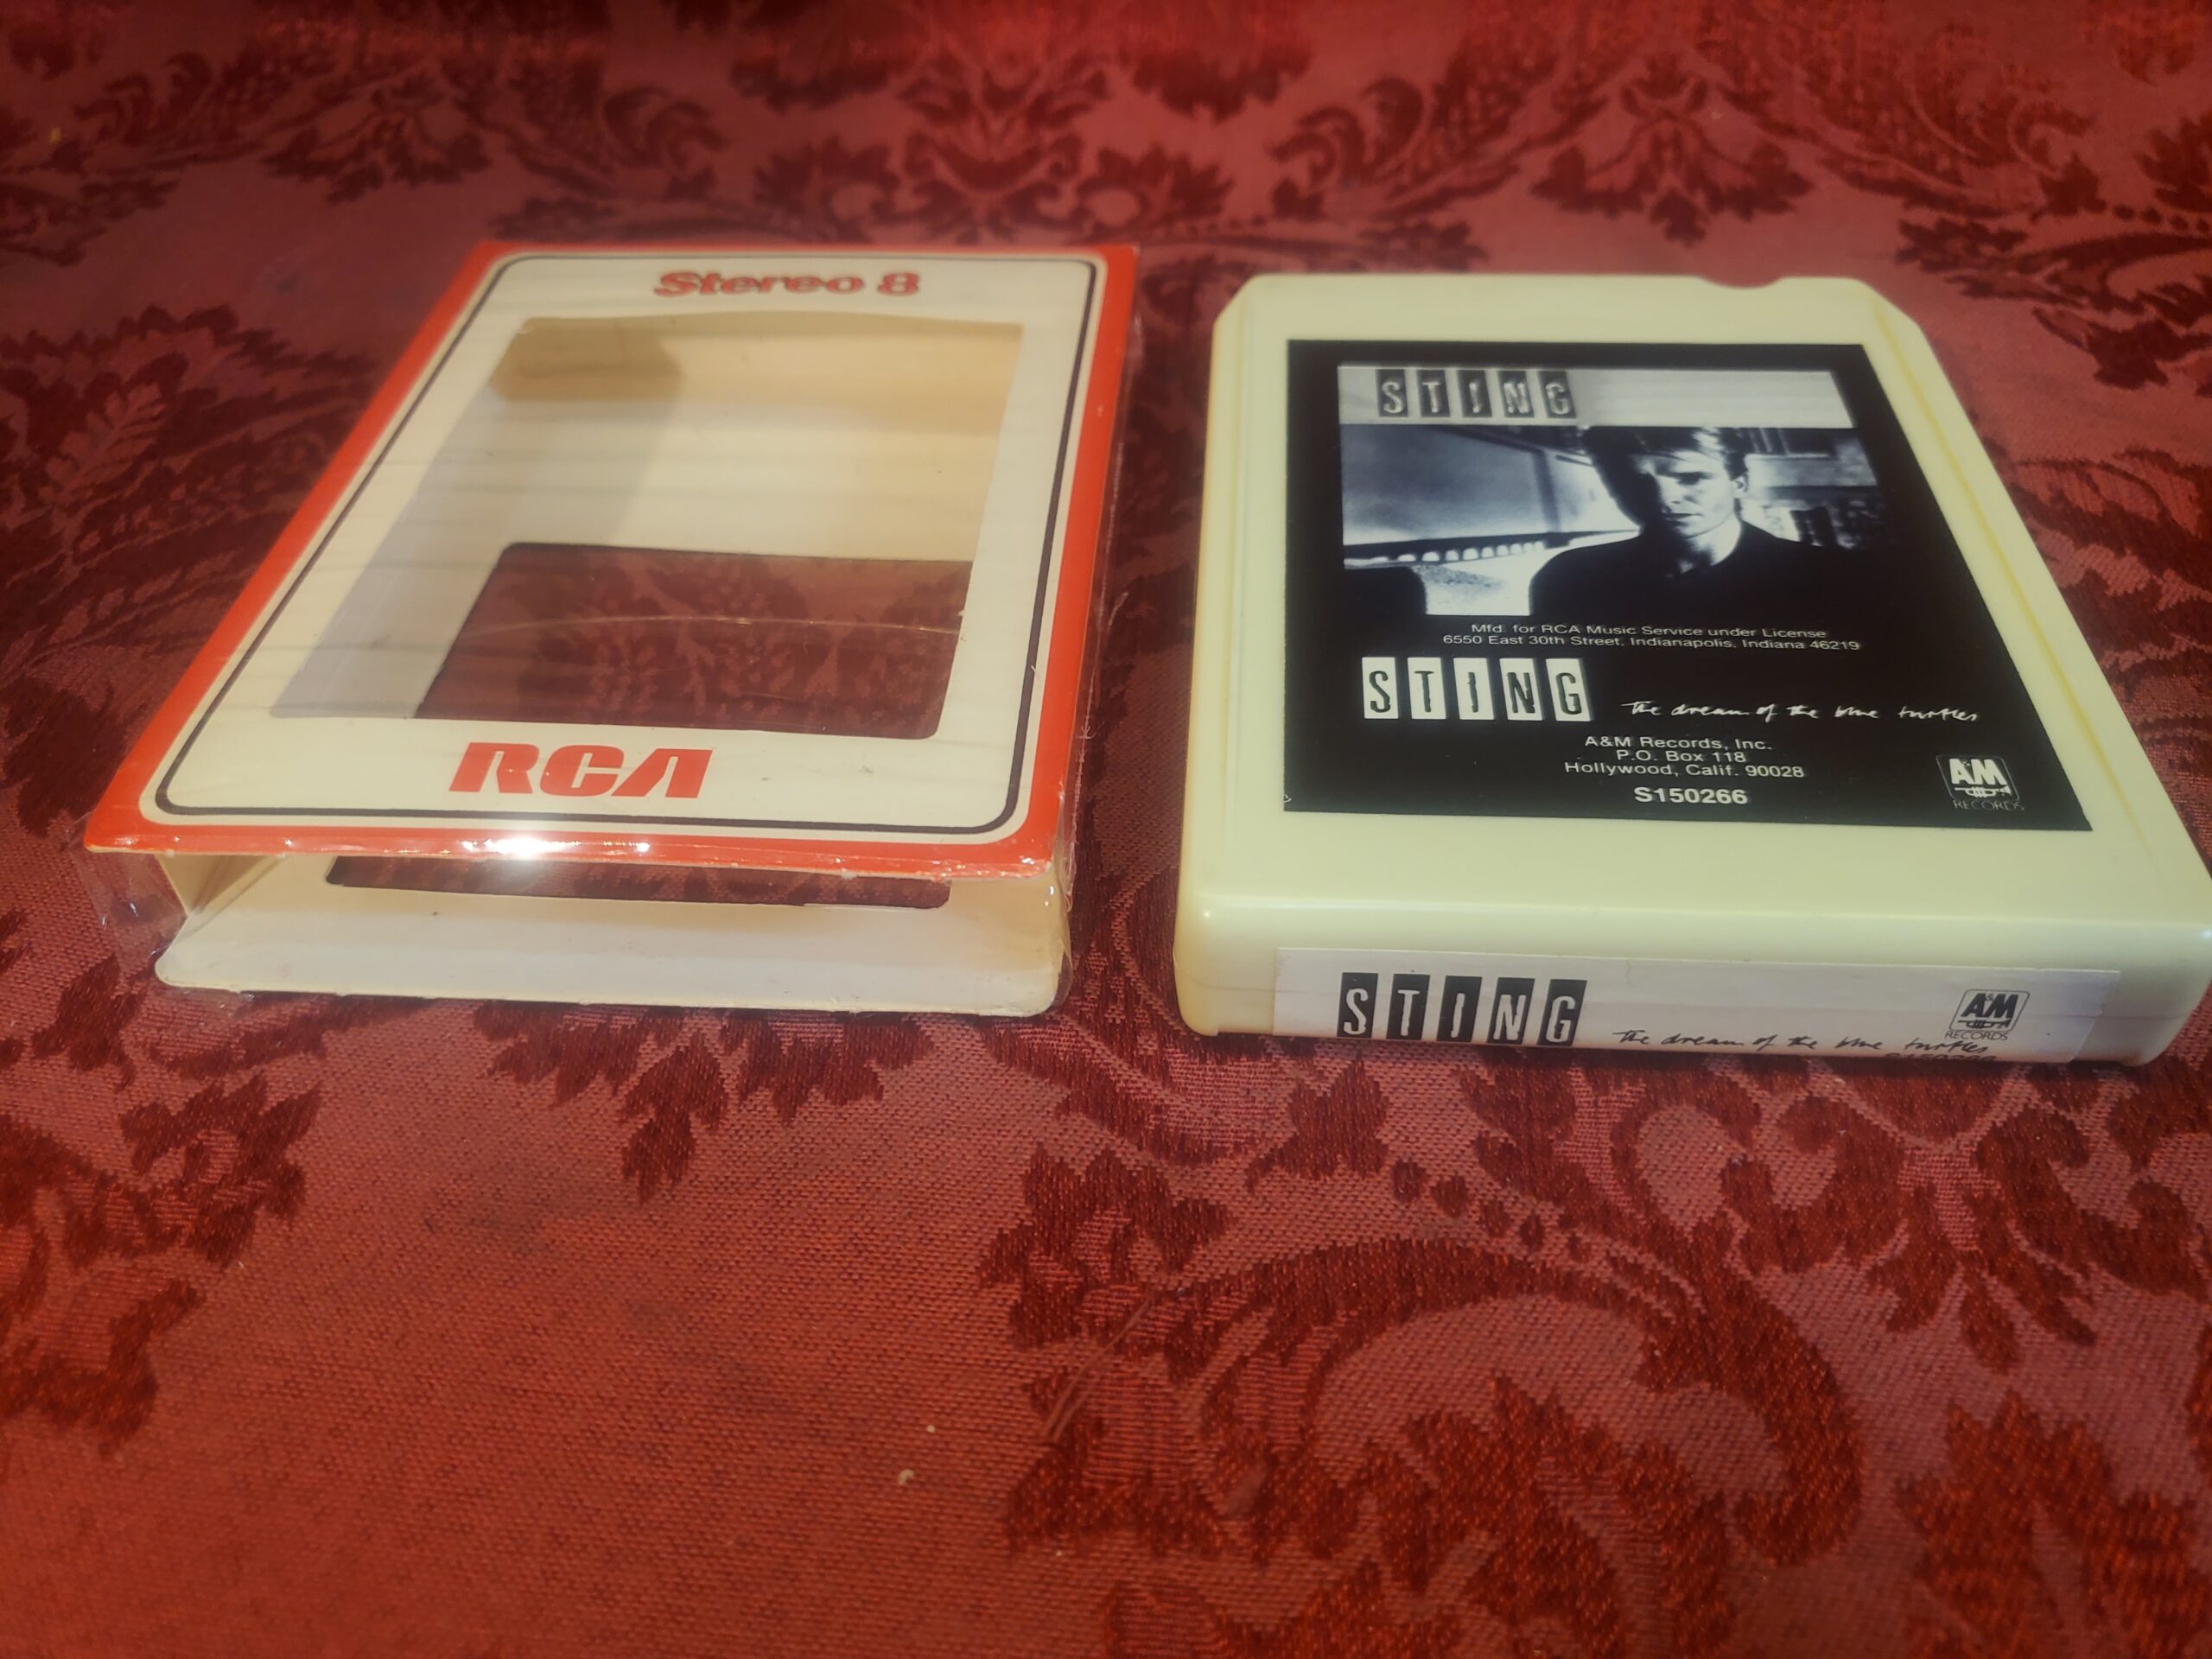 Stereo 8
RCA
STING
Mfd. for RCA Music Service under License
6550 East 30th Street, Indianapolis, Indiana 46219
STING The dream of the blue turtles
A&M Records, Inc.
P.O. Box 118
Hollywood, Calif. 90028
S150266
A&M
RECORDS
STING The dream of the blue turtles
A&M
RECORDS